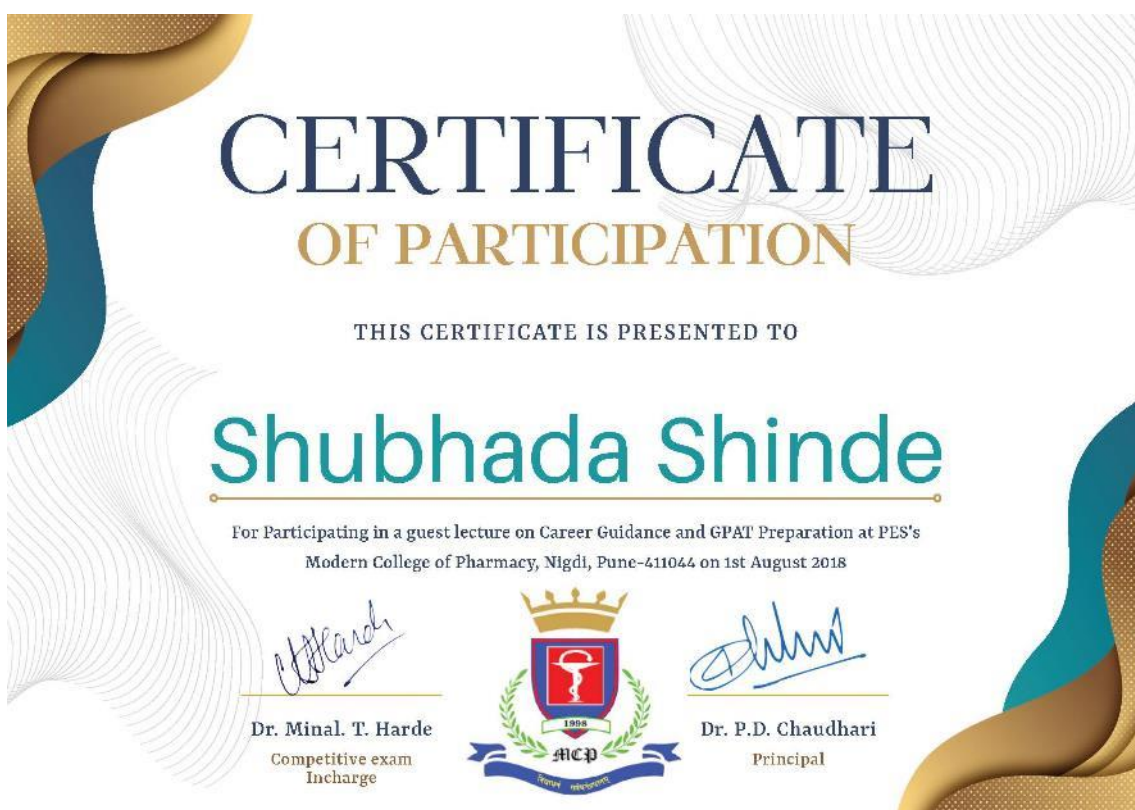 CERTIFICATE
OF PARTICIPATION
THIS CERTIFICATE IS PRESENTED TO
Shubhada Shinde
For Participating in a guest lecture on Career Guidance and GPAT Preparation at PES's
Modern College of Pharmacy, Nigdi, Pune-411044 on 1st August 2018
Dr. Minal. T. Harde
Competitive exam
Incharge
1998
MCP
Dr. P.D. Chaudhari
Principal